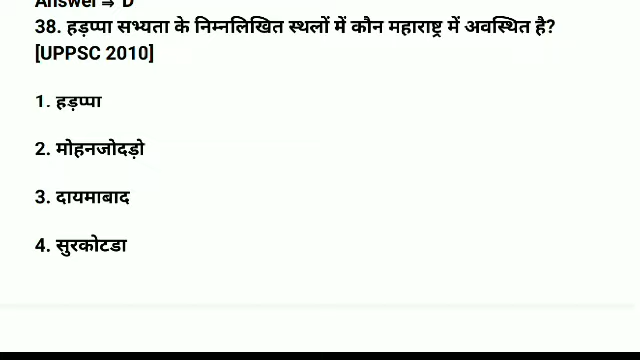 Answer ⇒ D
38. हड़प्पा सभ्यता के निम्नलिखित स्थलों में कौन महाराष्ट्र में अवस्थित है?
[UPPSC 2010]
1. हड़प्पा
2. मोहनजोदड़ो
3. दायमाबाद
4. सुरकोटडा